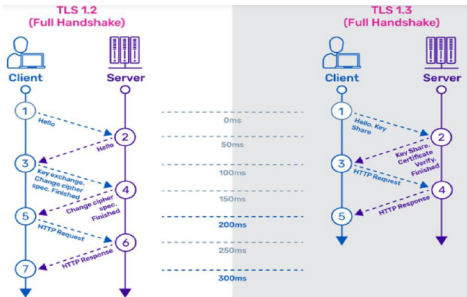 TLS 1.2
(Full Handshake)
Client
Server
1
Hello
2
Hello
3
Key exchange.
Change cipher
spec. Finished
4
Change cipher
spec.
Finished
5
HTTP Request
6
HTTP Response
7
0ms
50ms
100ms
150ms
200ms
250ms
300ms
TLS 1.3
(Full Handshake)
Client
Server
1
Hello, Key
Share
2
Key Share,
Certificate
Verify,
Finished
3
HTTP Request
4
HTTP Response
5